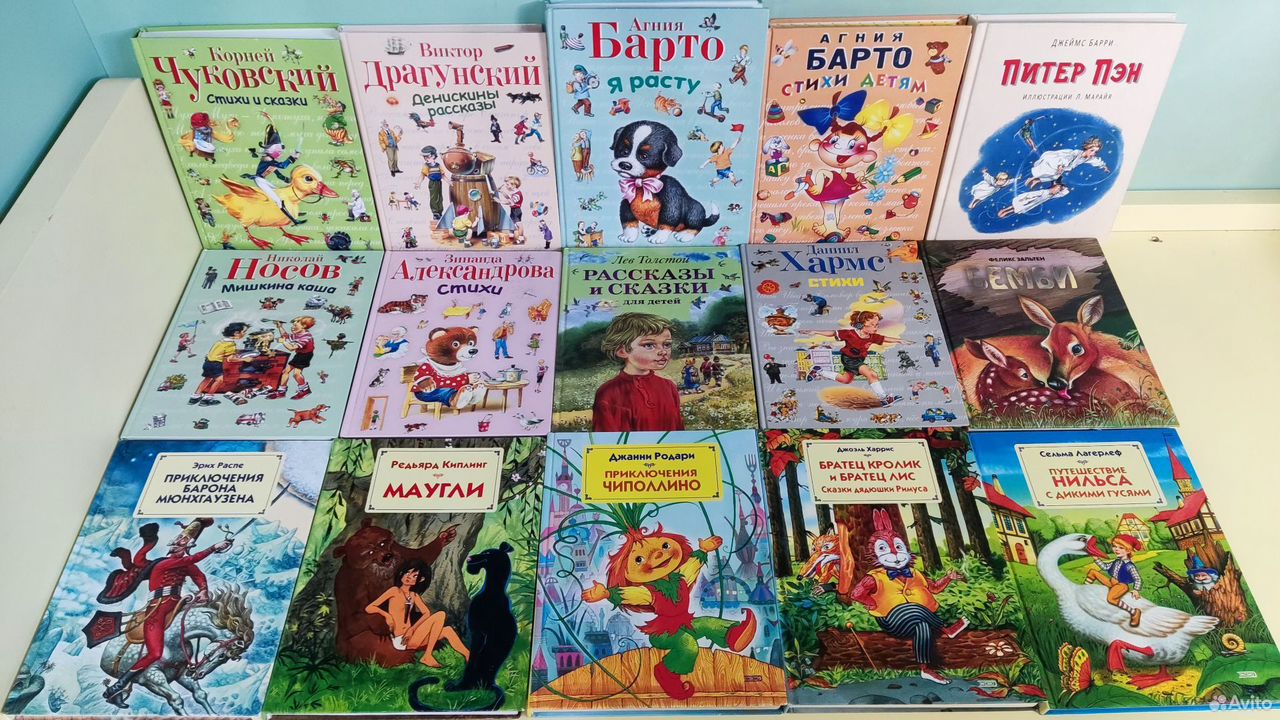 Корней
Чуковский
Стихи и сказки
Виктор
Драгунский
Денискины
рассказы
Агния
Барто
Я расту
АГНИЯ
БАРТО
СТИХИ ДЕТЯМ
ДЖЕЙМС БАРРИ
ПИТЕР ПЭН
ИЛЛЮСТРАЦИИ Л. МАРАЙЯ
Николай
Носов
Мишкина каша
Зинаида
Александрова
Стихи
Лев Толстой
РАССКАЗЫ
И СКАЗКИ
для детей
Даниил
Хармс
СТИХИ
ФЕЛИКС ЗАЛЬТЕН
БЕМБИ
Эрих Распе
ПРИКЛЮЧЕНИЯ
БАРОНА
МЮНХГАУЗЕНА
Редьярд Киплинг
МАУГЛИ
Джанни Родари
ПРИКЛЮЧЕНИЯ
ЧИПОЛЛИНО
Джоэль Харрис
БРАТЕЦ КРОЛИК
И БРАТЕЦ ЛИС
Сказки дядюшки Римуса
Сельма Лагерлеф
ПУТЕШЕСТВИЕ
НИЛЬСА
С ДИКИМИ ГУСЯМИ
Avito